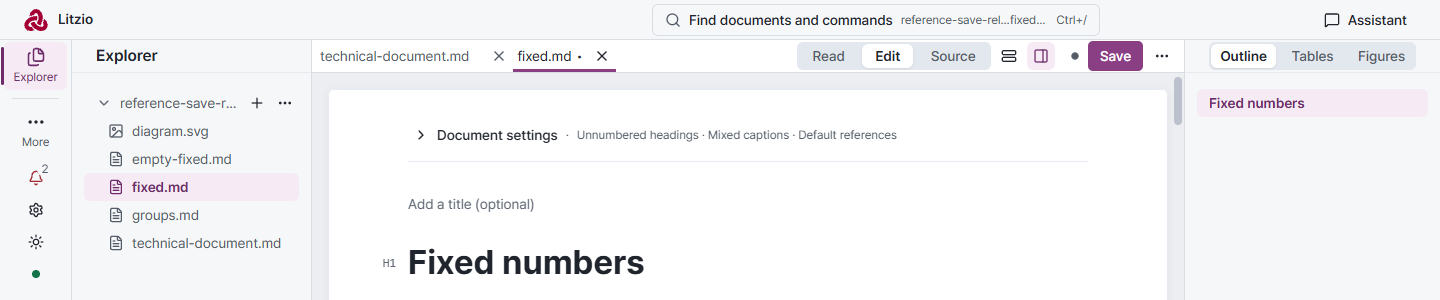 Litzio
Find documents and commands reference-save-rel...fixed... Ctrl+/
Assistant
Explorer
More
2
Explorer
reference-save-r...
diagram.svg
empty-fixed.md
fixed.md
groups.md
technical-document.md
technical-document.md
fixed.md •
Read Edit Source
Save
Document settings · Unnumbered headings · Mixed captions · Default references
Add a title (optional)
H1 Fixed numbers
Outline Tables Figures
Fixed numbers